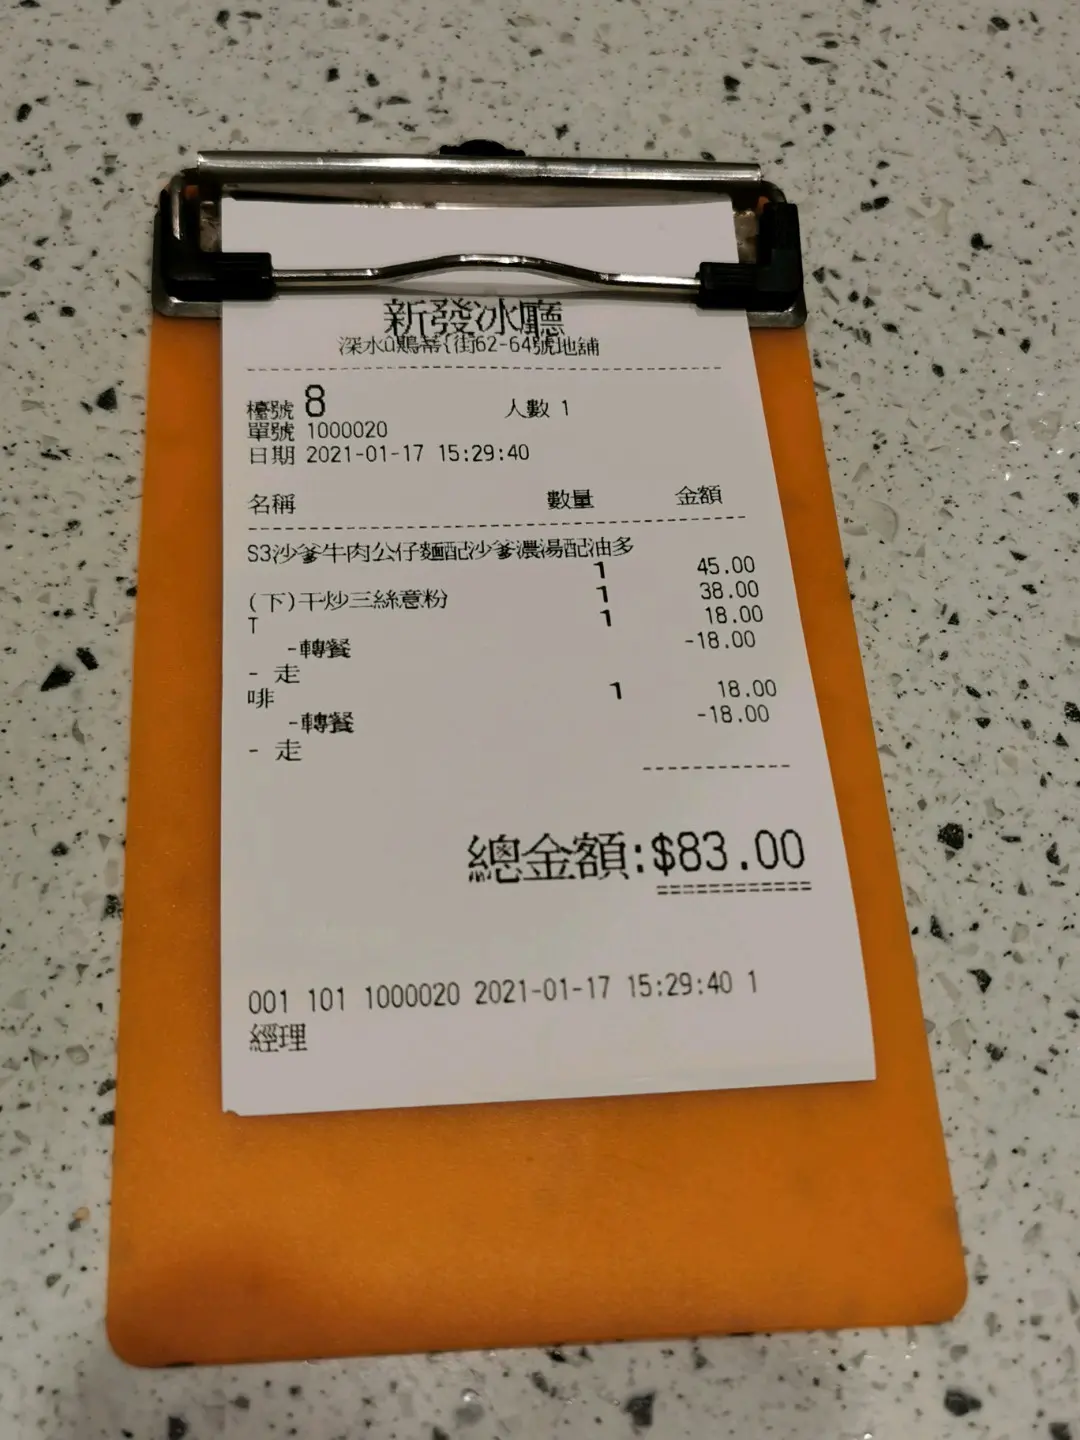 新發冰廳
深水û鴨蒂{街62-64號地舖
檯號 8 人數 1
單號 1000020
日期 2021-01-17 15:29:40
名稱 數量 金額
S3沙爹牛肉公仔麵配沙爹濃湯配油多
1 45.00
(下)干炒三絲意粉 1 38.00
T 1 18.00
-轉餐 -18.00
- 走
啡 1 18.00
-轉餐 -18.00
- 走
總金額:$83.00
001 101 1000020 2021-01-17 15:29:40 1
經理